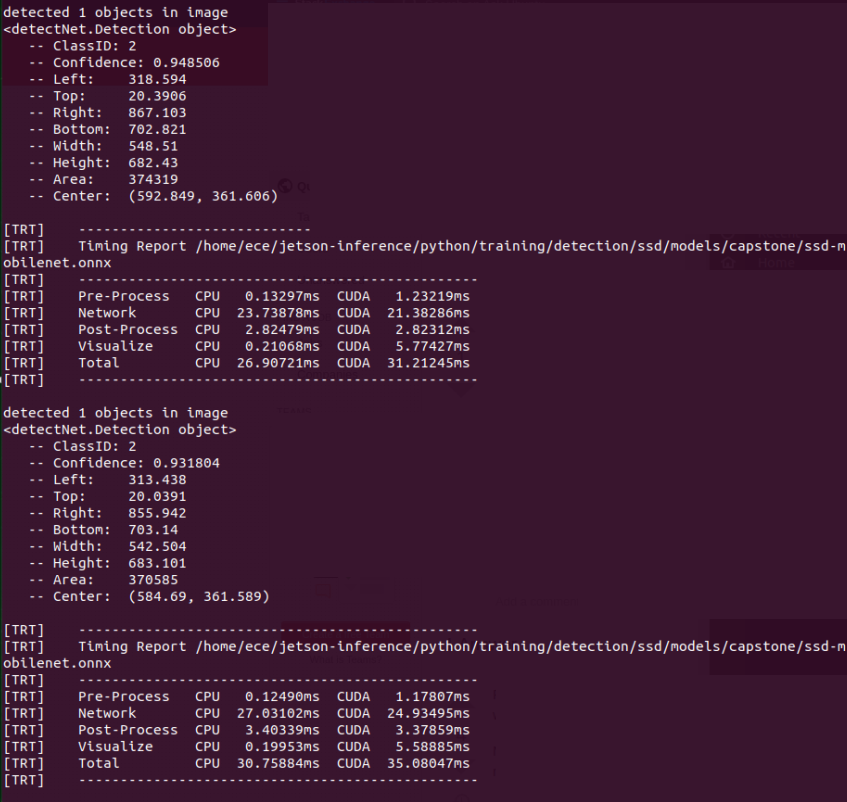 detected 1 objects in image
<detectNet.Detection object>
   -- ClassID: 2
   -- Confidence: 0.948506
   -- Left:    318.594
   -- Top:     20.3906
   -- Right:   867.103
   -- Bottom:  702.821
   -- Width:   548.51
   -- Height:  682.43
   -- Area:    374319
   -- Center:  (592.849, 361.606)
[TRT]    ----------------------------
[TRT]    Timing Report /home/ece/jetson-inference/python/training/detection/ssd/models/capstone/ssd-m
obilenet.onnx
[TRT]    ------------------------------------------------
[TRT]    Pre-Process   CPU   0.13297ms  CUDA   1.23219ms
[TRT]    Network       CPU  23.73878ms  CUDA  21.38286ms
[TRT]    Post-Process  CPU   2.82479ms  CUDA   2.82312ms
[TRT]    Visualize     CPU   0.21068ms  CUDA   5.77427ms
[TRT]    Total         CPU  26.90721ms  CUDA  31.21245ms
[TRT]    ------------------------------------------------
detected 1 objects in image
<detectNet.Detection object>
   -- ClassID: 2
   -- Confidence: 0.931804
   -- Left:    313.438
   -- Top:     20.0391
   -- Right:   855.942
   -- Bottom:  703.14
   -- Width:   542.504
   -- Height:  683.101
   -- Area:    370585
   -- Center:  (584.69, 361.589)
[TRT]    ------------------------------------------------
[TRT]    Timing Report /home/ece/jetson-inference/python/training/detection/ssd/models/capstone/ssd-m
obilenet.onnx
[TRT]    ------------------------------------------------
[TRT]    Pre-Process   CPU   0.12490ms  CUDA   1.17807ms
[TRT]    Network       CPU  27.03102ms  CUDA  24.93495ms
[TRT]    Post-Process  CPU   3.40339ms  CUDA   3.37859ms
[TRT]    Visualize     CPU   0.19953ms  CUDA   5.58885ms
[TRT]    Total         CPU  30.75884ms  CUDA  35.08047ms
[TRT]    ------------------------------------------------